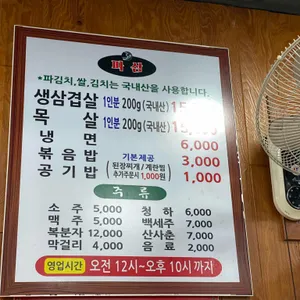 파산
*파김치,쌀,김치는 국내산을 사용합니다.
생삼겹살 1인분 200g(국내산)
목 살 1인분 200g(국내산)
냉 면 6,000
볶 음 밥 기본제공 3,000
공 기 밥 (된장찌개/계란찜 추가주문시 1,000원) 1,000
주 류
소 주 5,000 청 하 6,000
맥 주 5,000 백세주 7,000
복분자 12,000 산사춘 7,000
막걸리 4,000 음 료 2,000
영업시간 오전 12시~오후 10시 까지